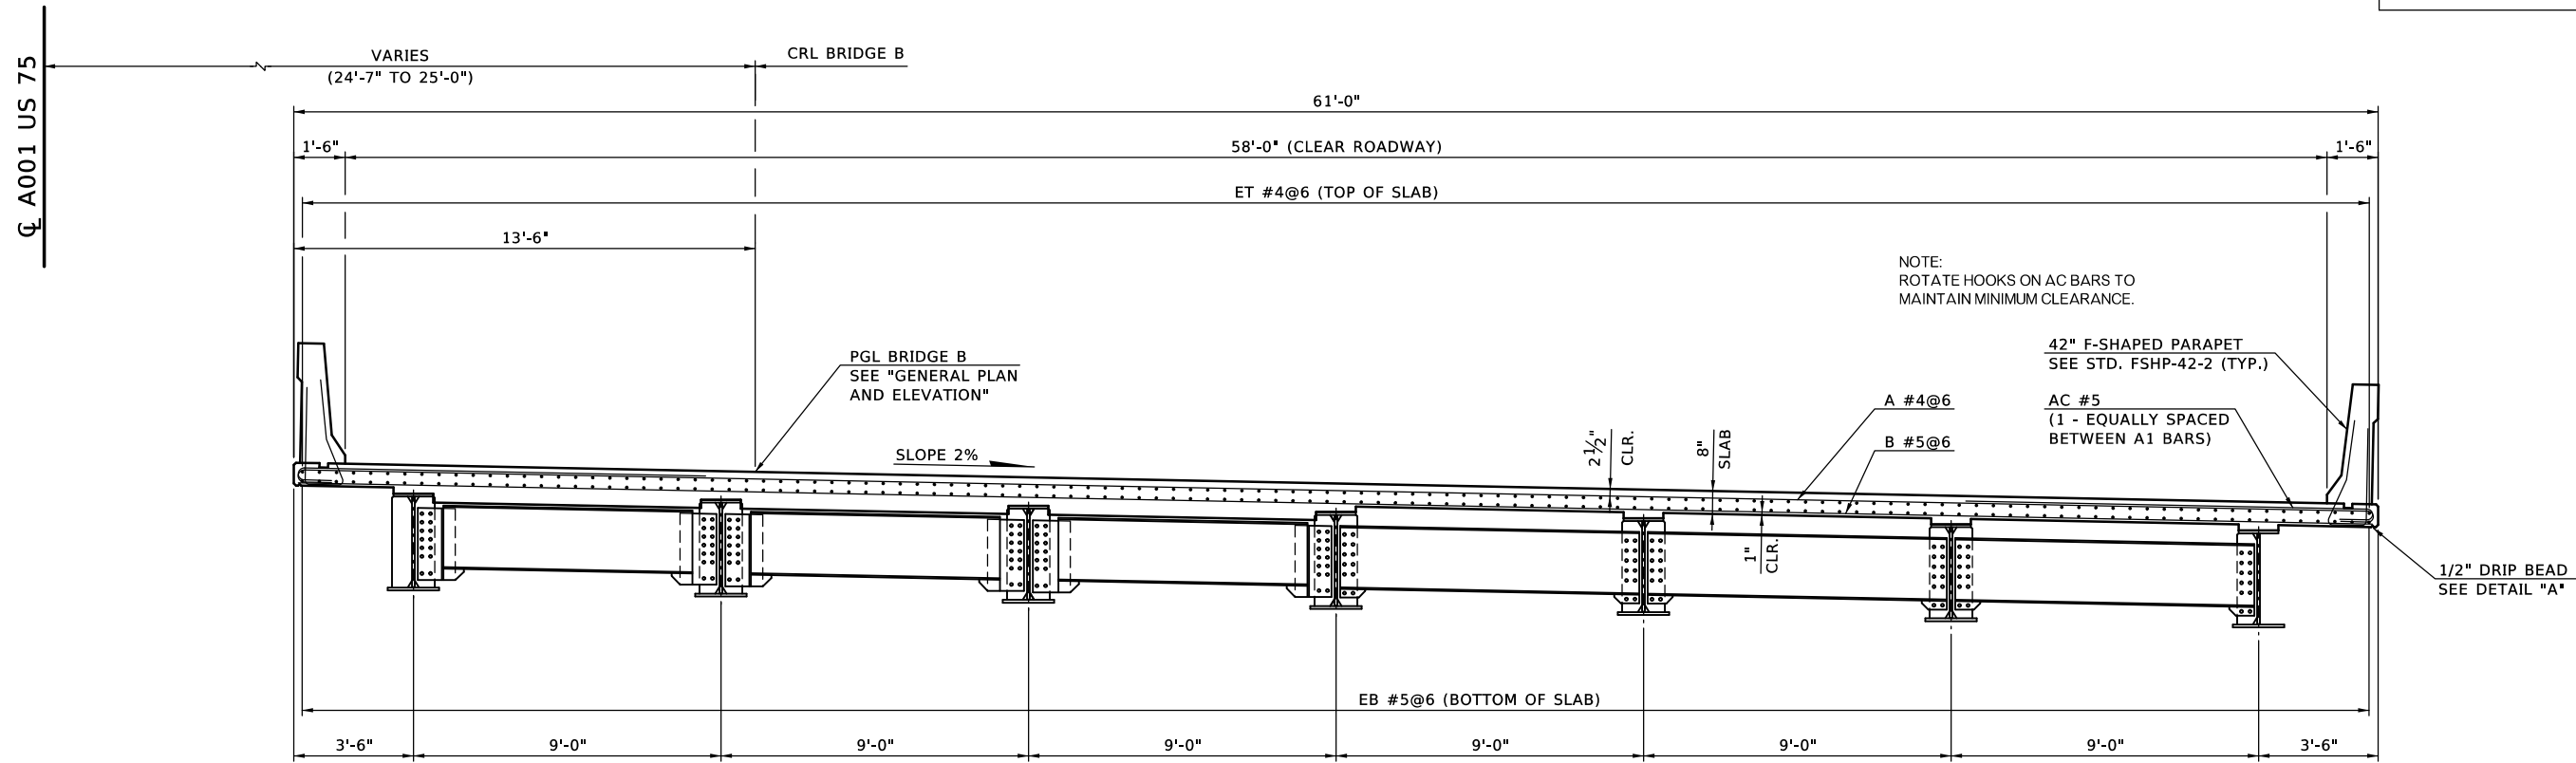 ℄ A001 US 75
VARIES
(24'-7" TO 25'-0")
CRL BRIDGE B
61'-0"
1'-6"
58'-0" (CLEAR ROADWAY)
1'-6"
ET #4@6 (TOP OF SLAB)
13'-6"
NOTE:
ROTATE HOOKS ON AC BARS TO
MAINTAIN MINIMUM CLEARANCE.
PGL BRIDGE B
SEE "GENERAL PLAN
AND ELEVATION"
42" F-SHAPED PARAPET
SEE STD. FSHP-42-2 (TYP.)
A #4@6
B #5@6
AC #5
(1 - EQUALLY SPACED
BETWEEN A1 BARS)
SLOPE 2%
2½"
CLR.
8"
SLAB
1"
CLR.
1/2" DRIP BEAD
SEE DETAIL "A"
EB #5@6 (BOTTOM OF SLAB)
3'-6"
9'-0"
9'-0"
9'-0"
9'-0"
9'-0"
9'-0"
3'-6"